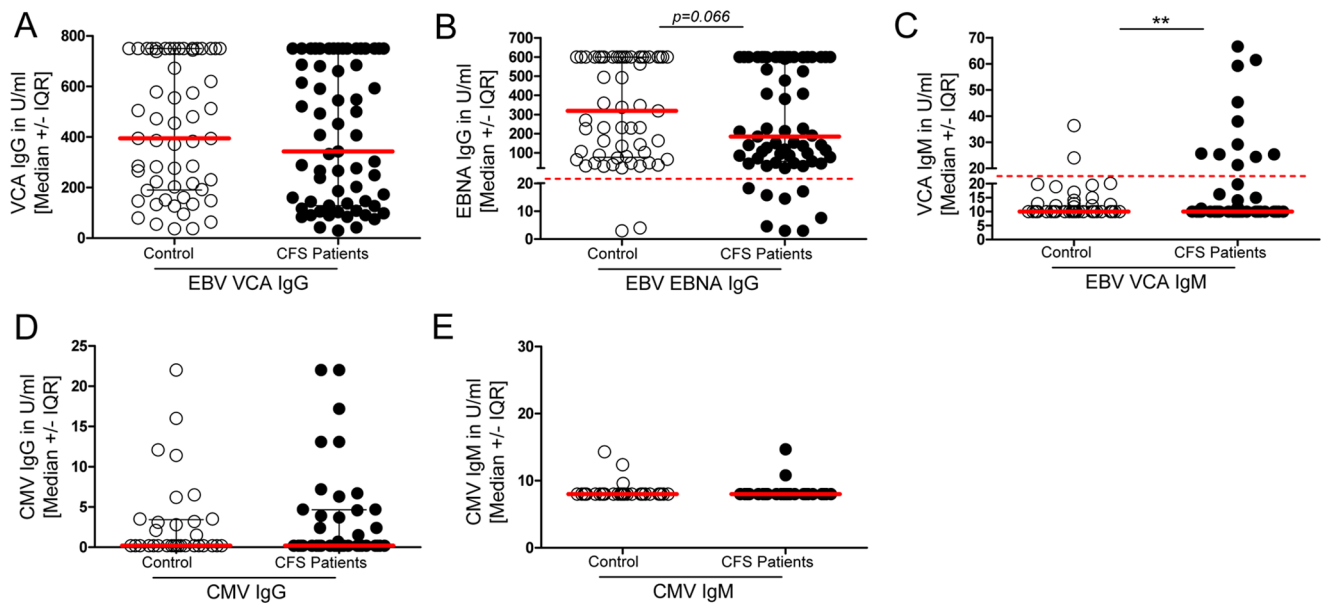 A
VCA IgG in U/ml
[Median +/- IQR]
800
600
400
200
0
Control
CFS Patients
EBV VCA IgG
B
p=0.066
EBNA IgG in U/ml
[Median +/- IQR]
700
600
500
400
300
200
100
20
10
0
Control
CFS Patients
EBV EBNA IgG
C
**
VCA IgM in U/ml
[Median +/- IQR]
70
60
50
40
30
20
20
15
10
5
0
Control
CFS Patients
EBV VCA IgM
D
CMV IgG in U/ml
[Median +/- IQR]
25
20
15
10
5
0
Control
CFS Patients
CMV IgG
E
CMV IgM in U/ml
[Median +/- IQR]
30
20
10
0
Control
CFS Patients
CMV IgM